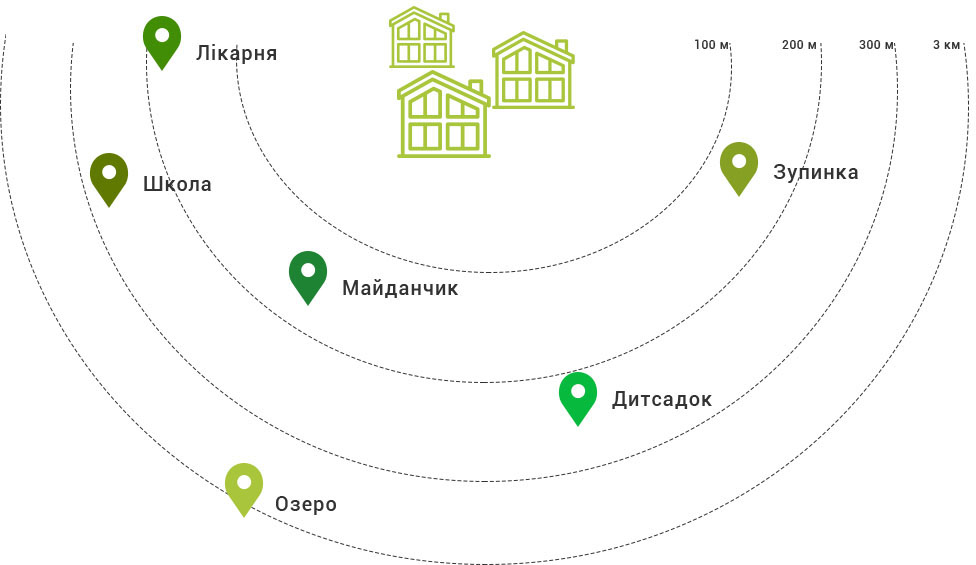 Лікарня
100 м
200 м
300 м
3 км
Школа
Зупинка
Майданчик
Дитсадок
Озеро